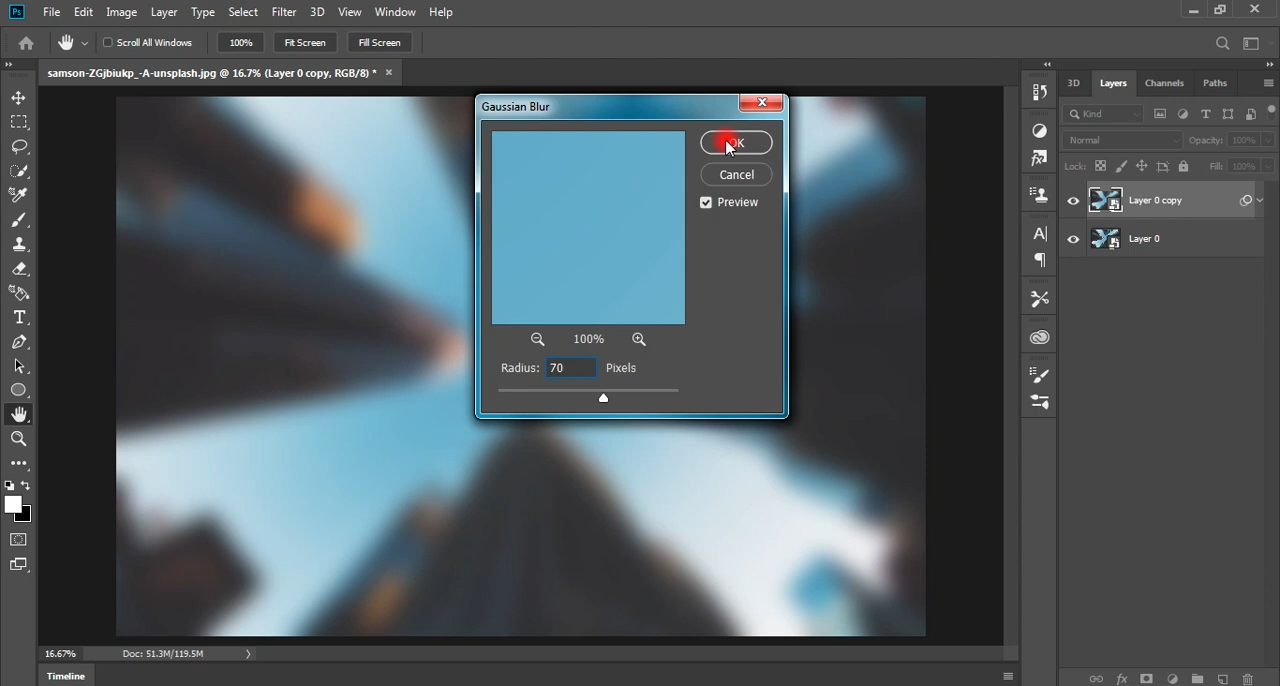 Ps File Edit Image Layer Type Select Filter 3D View Window Help
Scroll All Windows 100% Fit Screen Fill Screen
samson-ZGjbiukp_-A-unsplash.jpg @ 16.7% (Layer 0 copy, RGB/8) * ×
3D Layers Channels Paths
Gaussian Blur
Kind
OK
Normal Opacity: 100%
Lock: Fill: 100%
Cancel
Preview
Layer 0 copy
Layer 0
100%
Radius: 70 Pixels
16.67% Doc: 51.3M/119.5M
Timeline